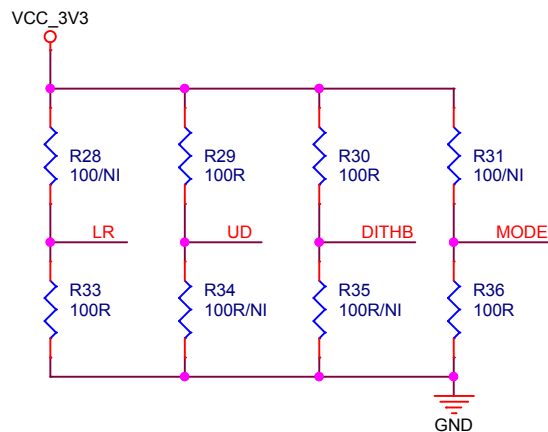 VCC_3V3
R28
100/NI
R29
100R
R30
100R
R31
100/NI
LR
UD
DITHB
MODE
R33
100R
R34
100R/NI
R35
100R/NI
R36
100R
GND